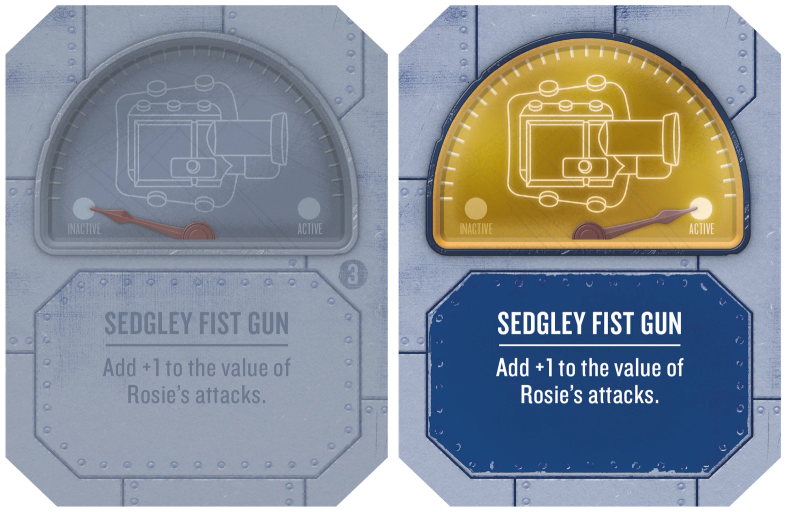 INACTIVE
ACTIVE
3
SEDGLEY FIST GUN
Add +1 to the value of
Rosie's attacks.
INACTIVE
ACTIVE
SEDGLEY FIST GUN
Add +1 to the value of
Rosie's attacks.